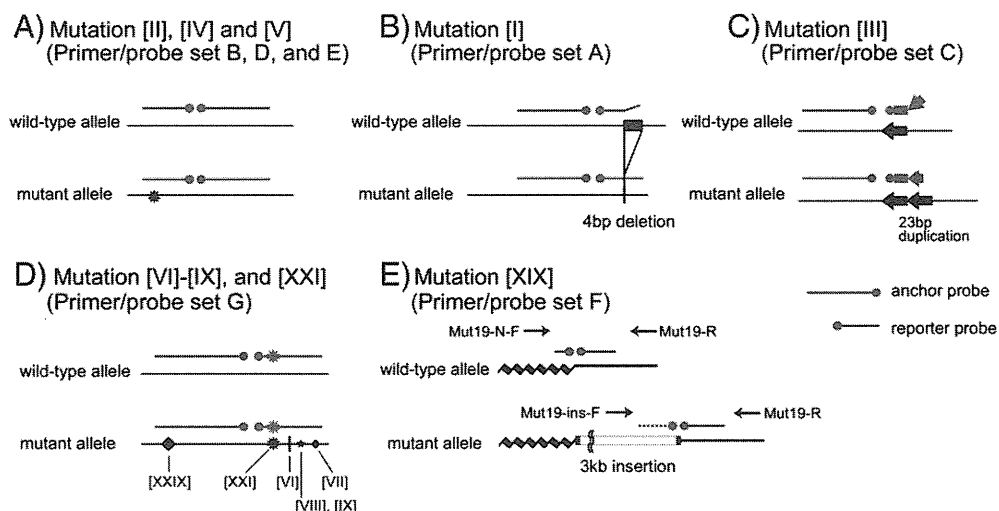 A) Mutation [II], [IV] and [V]
(Primer/probe set B, D, and E)
wild-type allele
mutant allele
B) Mutation [I]
(Primer/probe set A)
wild-type allele
mutant allele
4bp deletion
C) Mutation [III]
(Primer/probe set C)
wild-type allele
mutant allele
23bp
duplication
D) Mutation [VI]-[IX], and [XXI]
(Primer/probe set G)
wild-type allele
mutant allele
[XXIX]
[XXI]
[VI]
[VII]
[VIII], [IX]
E) Mutation [XIX]
(Primer/probe set F)
Mut19-N-F
Mut19-R
wild-type allele
Mut19-ins-F
Mut19-R
mutant allele
3kb insertion
anchor probe
reporter probe